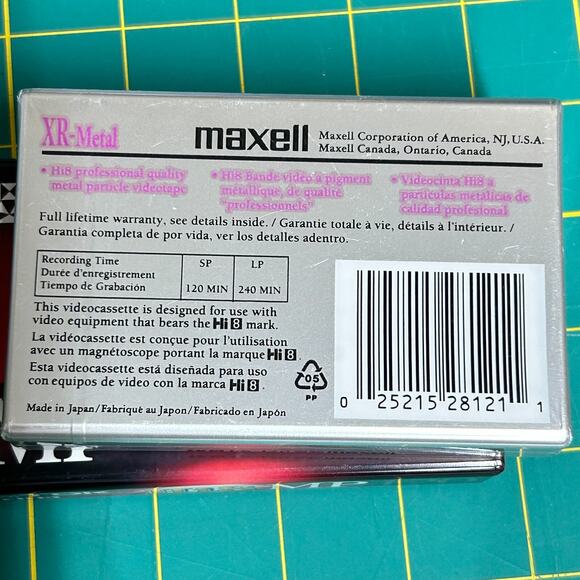 XR-Metal
maxell
Maxell Corporation of America, NJ, U.S.A.
Maxell Canada, Ontario, Canada
• Hi8 professional quality
metal particle videotape
• Hi8 Bande vidéo à pigment
métallique, de qualité
"professionnels"
• Videocinta Hi8 a
partículas metálicas de
calidad profesional
Full lifetime warranty, see details inside. / Garantie totale à vie, détails à l'intérieur. /
Garantía completa de por vida, ver los detalles adentro.
Recording Time
Durée d'enregistrement
Tiempo de Grabación
SP LP
120 MIN 240 MIN
This videocassette is designed for use with
video equipment that bears the Hi8 mark.
La vidéocassette est conçue pour l'utilisation
avec un magnétoscope portant la marque Hi8.
Esta videocassette está diseñada para uso
con equipos de video con la marca Hi8.
05
PP
Made in Japan/Fabriqué au Japon/Fabricado en Japón
0 25215 28121 1